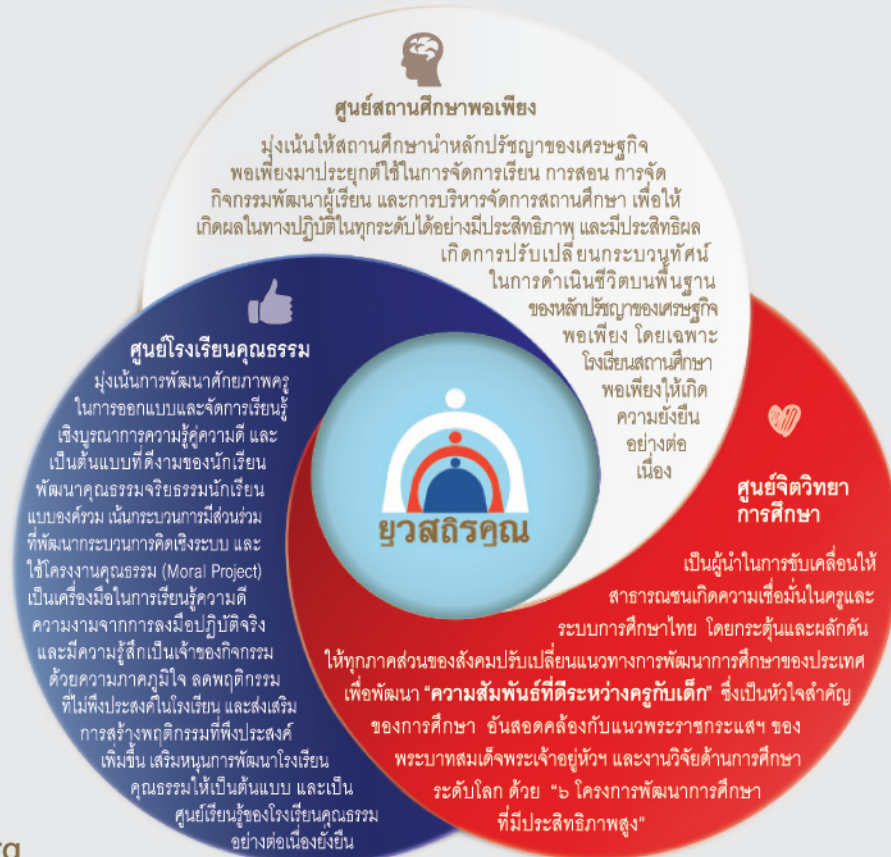 ศูนย์สถานศึกษาพอเพียง
มุ่งเน้นให้สถานศึกษานำหลักปรัชญาของเศรษฐกิจ
พอเพียงมาประยุกต์ใช้ในการจัดการเรียน การสอน การจัด
กิจกรรมพัฒนาผู้เรียน และการบริหารจัดการสถานศึกษา เพื่อให้
เกิดผลในทางปฏิบัติในทุกระดับได้อย่างมีประสิทธิภาพ และมีประสิทธิผล
เกิดการปรับเปลี่ยนกระบวนทัศน์
ในการดำเนินชีวิตบนพื้นฐาน
ของหลักปรัชญาของเศรษฐกิจ
พอเพียง โดยเฉพาะ
โรงเรียนสถานศึกษา
พอเพียงให้เกิด
ความยั่งยืน
อย่างต่อ
เนื่อง
ศูนย์โรงเรียนคุณธรรม
มุ่งเน้นการพัฒนาศักยภาพครู
ในการออกแบบและจัดการเรียนรู้
เชิงบูรณาการความรู้คู่ความดี และ
เป็นต้นแบบที่ดีงามของนักเรียน
พัฒนาคุณธรรมจริยธรรมนักเรียน
แบบองค์รวม เน้นกระบวนการมีส่วนร่วม
ที่พัฒนากระบวนการคิดเชิงระบบ และ
ใช้โครงงานคุณธรรม (Moral Project)
เป็นเครื่องมือในการเรียนรู้ความดี
ความงามจากการลงมือปฏิบัติจริง
และมีความรู้สึกเป็นเจ้าของกิจกรรม
ด้วยความภาคภูมิใจ ลดพฤติกรรม
ที่ไม่พึงประสงค์ในโรงเรียน และส่งเสริม
การสร้างพฤติกรรมที่พึงประสงค์
เพิ่มขึ้น เสริมหนุนการพัฒนาโรงเรียน
คุณธรรมให้เป็นต้นแบบ และเป็น
ศูนย์เรียนรู้ของโรงเรียนคุณธรรม
อย่างต่อเนื่องยั่งยืน
ยุวสถิรคุณ
ศูนย์จิตวิทยา
การศึกษา
เป็นผู้นำในการขับเคลื่อนให้
สาธารณชนเกิดความเชื่อมั่นในครูและ
ระบบการศึกษาไทย โดยกระตุ้นและผลักดัน
ให้ทุกภาคส่วนของสังคมปรับเปลี่ยนแนวทางการพัฒนาการศึกษาของประเทศ
เพื่อพัฒนา “ความสัมพันธ์ที่ดีระหว่างครูกับเด็ก” ซึ่งเป็นหัวใจสำคัญ
ของการศึกษา อันสอดคล้องกับแนวพระราชกระแสฯ ของ
พระบาทสมเด็จพระเจ้าอยู่หัวฯ และงานวิจัยด้านการศึกษา
ระดับโลก ด้วย “๖ โครงการพัฒนาการศึกษา
ที่มีประสิทธิภาพสูง”